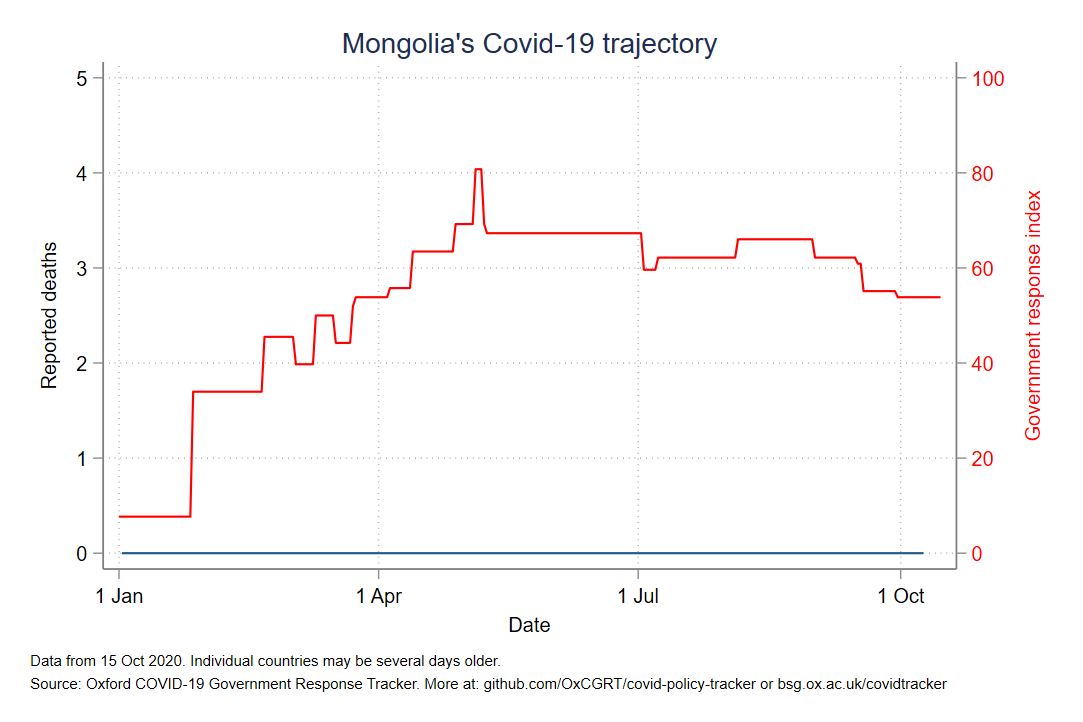 Mongolia's Covid-19 trajectory
5
4
3
2
1
0
Reported deaths
100
80
60
40
20
0
Government response index
1 Jan
1 Apr
1 Jul
1 Oct
Date
Data from 15 Oct 2020. Individual countries may be several days older.
Source: Oxford COVID-19 Government Response Tracker. More at: github.com/OxCGRT/covid-policy-tracker or bsg.ox.ac.uk/covidtracker